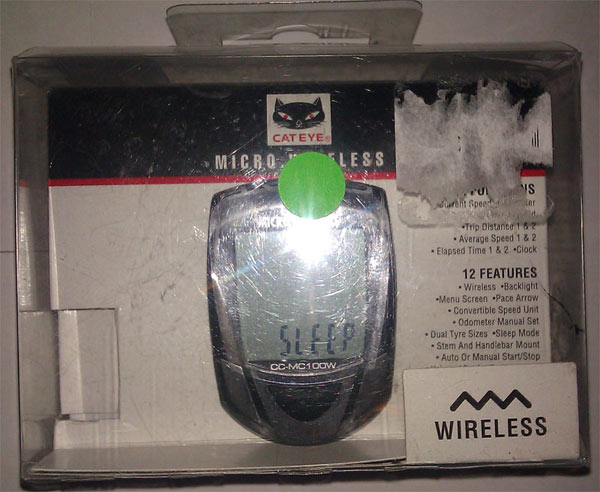 CATEYE®
MICRO WIRELESS
•Trip Distance 1 & 2
• Average Speed 1 & 2
• Elapsed Time 1 & 2 •Clock
12 FEATURES
• Wireless •Backlight
•Menu Screen •Pace Arrow
• Convertible Speed Unit
• Odometer Manual Set
• Dual Tyre Sizes •Sleep Mode
• Stem And Handlebar Mount
• Auto Or Manual Start/Stop
SLEEP
CC-MC100W
WIRELESS